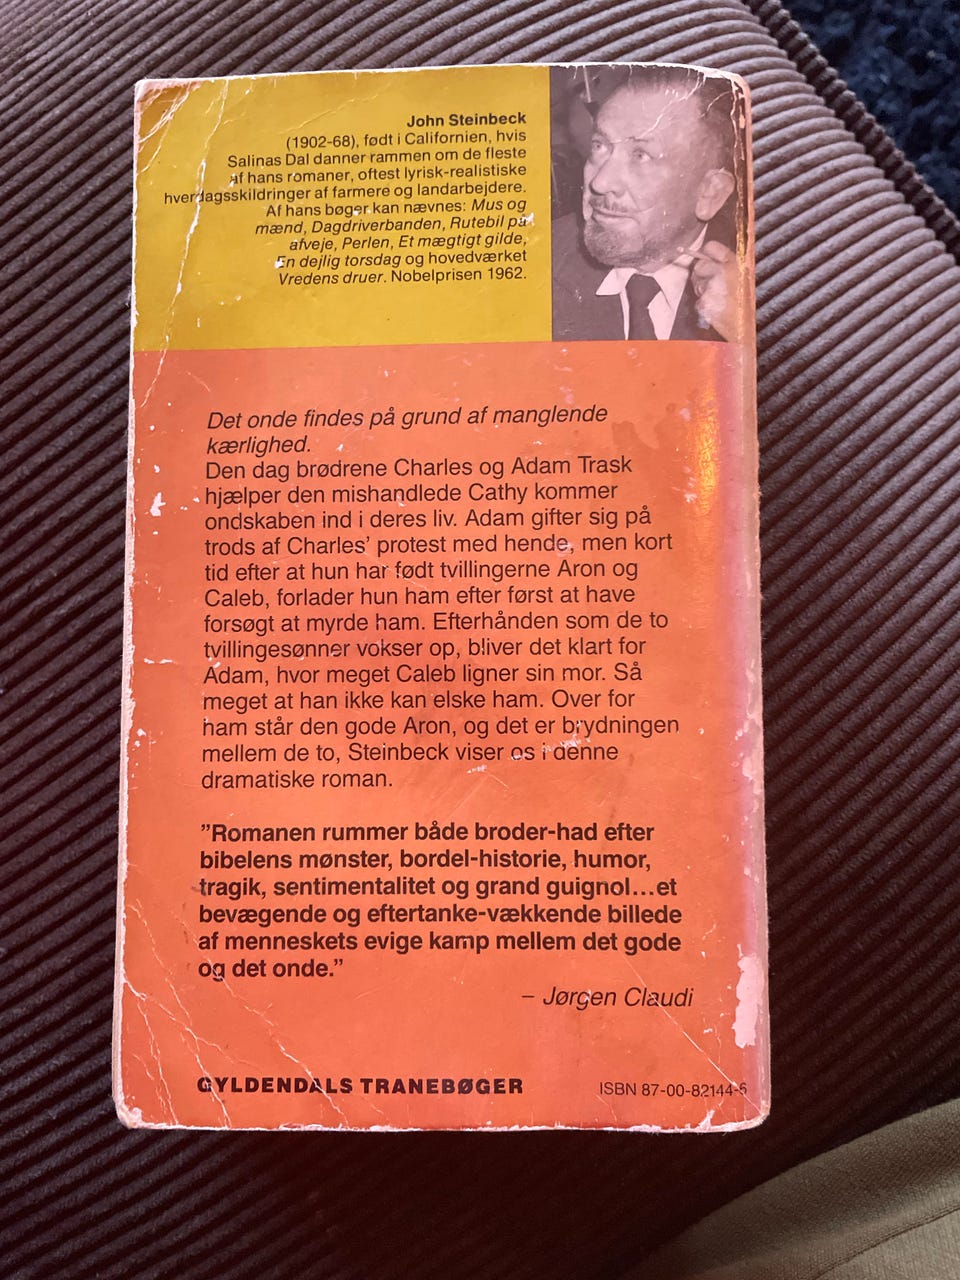 John Steinbeck
(1902-68), født i Californien, hvis
Salinas Dal danner rammen om de fleste
af hans romaner, oftest lyrisk-realistiske
hverdagsskildringer af farmere og landarbejdere.
Af hans bøger kan nævnes: Mus og
mænd, Dagdriverbanden, Rutebil på
afveje, Perlen, Et mægtigt gilde,
En dejlig torsdag og hovedværket
Vredens druer. Nobelprisen 1962.
Det onde findes på grund af manglende
kærlighed.
Den dag brødrene Charles og Adam Trask
hjælper den mishandlede Cathy kommer
ondskaben ind i deres liv. Adam gifter sig på
trods af Charles’ protest med hende, men kort
tid efter at hun har født tvillingerne Aron og
Caleb, forlader hun ham efter først at have
forsøgt at myrde ham. Efterhånden som de to
tvillingesønner vokser op, bliver det klart for
Adam, hvor meget Caleb ligner sin mor. Så
meget at han ikke kan elske ham. Over for
ham står den gode Aron, og det er brydningen
mellem de to, Steinbeck viser os i denne
dramatiske roman.
”Romanen rummer både broder-had efter
bibelens mønster, bordel-historie, humor,
tragik, sentimentalitet og grand guignol...et
bevægende og eftertanke-vækkende billede
af menneskets evige kamp mellem det gode
og det onde.”
– Jørgen Claudi
GYLDENDALS TRANEBØGER
ISBN 87-00-82144-5